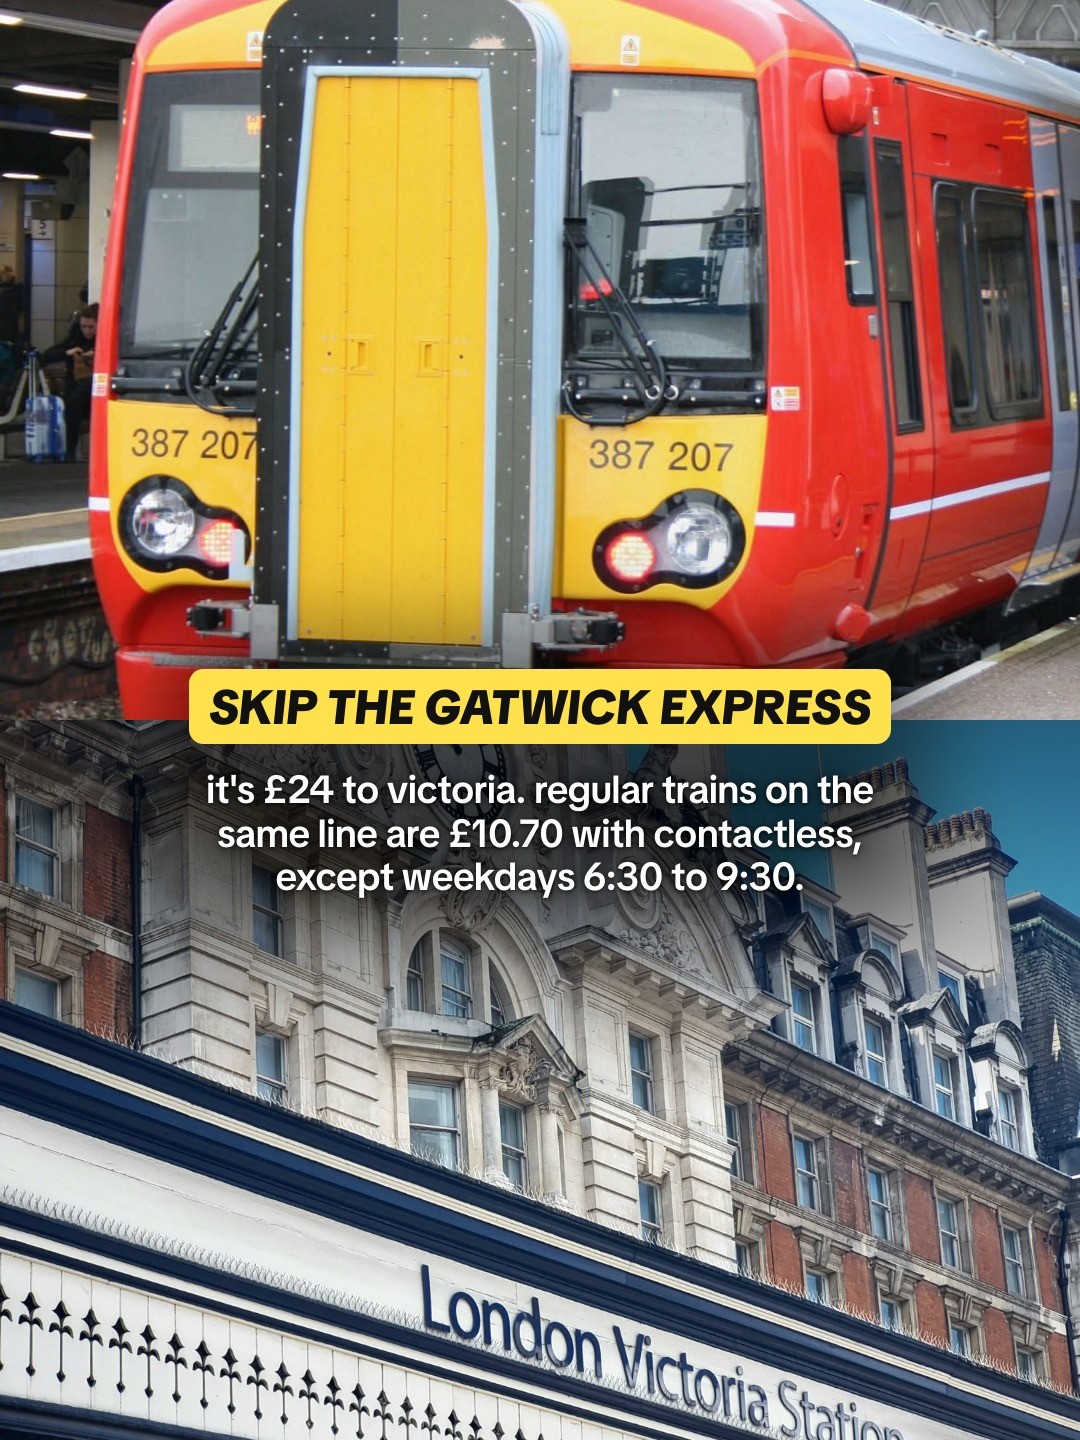 387 207
387 207
SKIP THE GATWICK EXPRESS
it's £24 to victoria. regular trains on the
same line are £10.70 with contactless,
except weekdays 6:30 to 9:30.
London Victoria Station